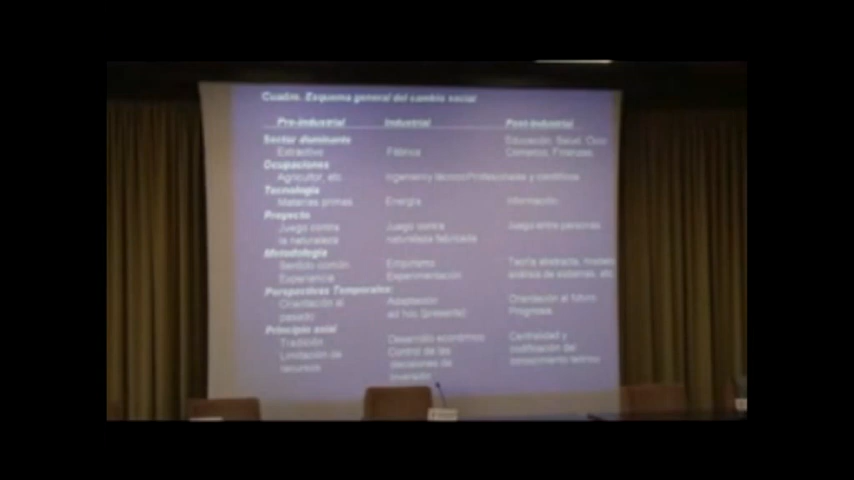 Cuadro. Esquema general del cambio social
Pre-industrial Industrial Post-industrial
Sector dominante Educación, Salud, Ocio
Extractivo Fábrica Comercio, Finanzas
Ocupaciones
Agricultor, etc. Ingeniero y técnico Profesionales y científicos
Tecnología
Materias primas Energía Información
Proyecto
Juego contra Juego contra Juego entre personas
la naturaleza naturaleza fabricada
Metodología
Sentido común Empirismo Teoría abstracta,
Experiencia Experimentación análisis de sistemas, etc
Perspectivas Temporales:
Orientación al Adaptación Orientación al futuro
pasado ad hoc (presente) Prognosis
Principio axial
Tradición Desarrollo económico Centralidad y
Limitación de Control de las codificación del
recursos decisiones de conocimiento teórico
inversión